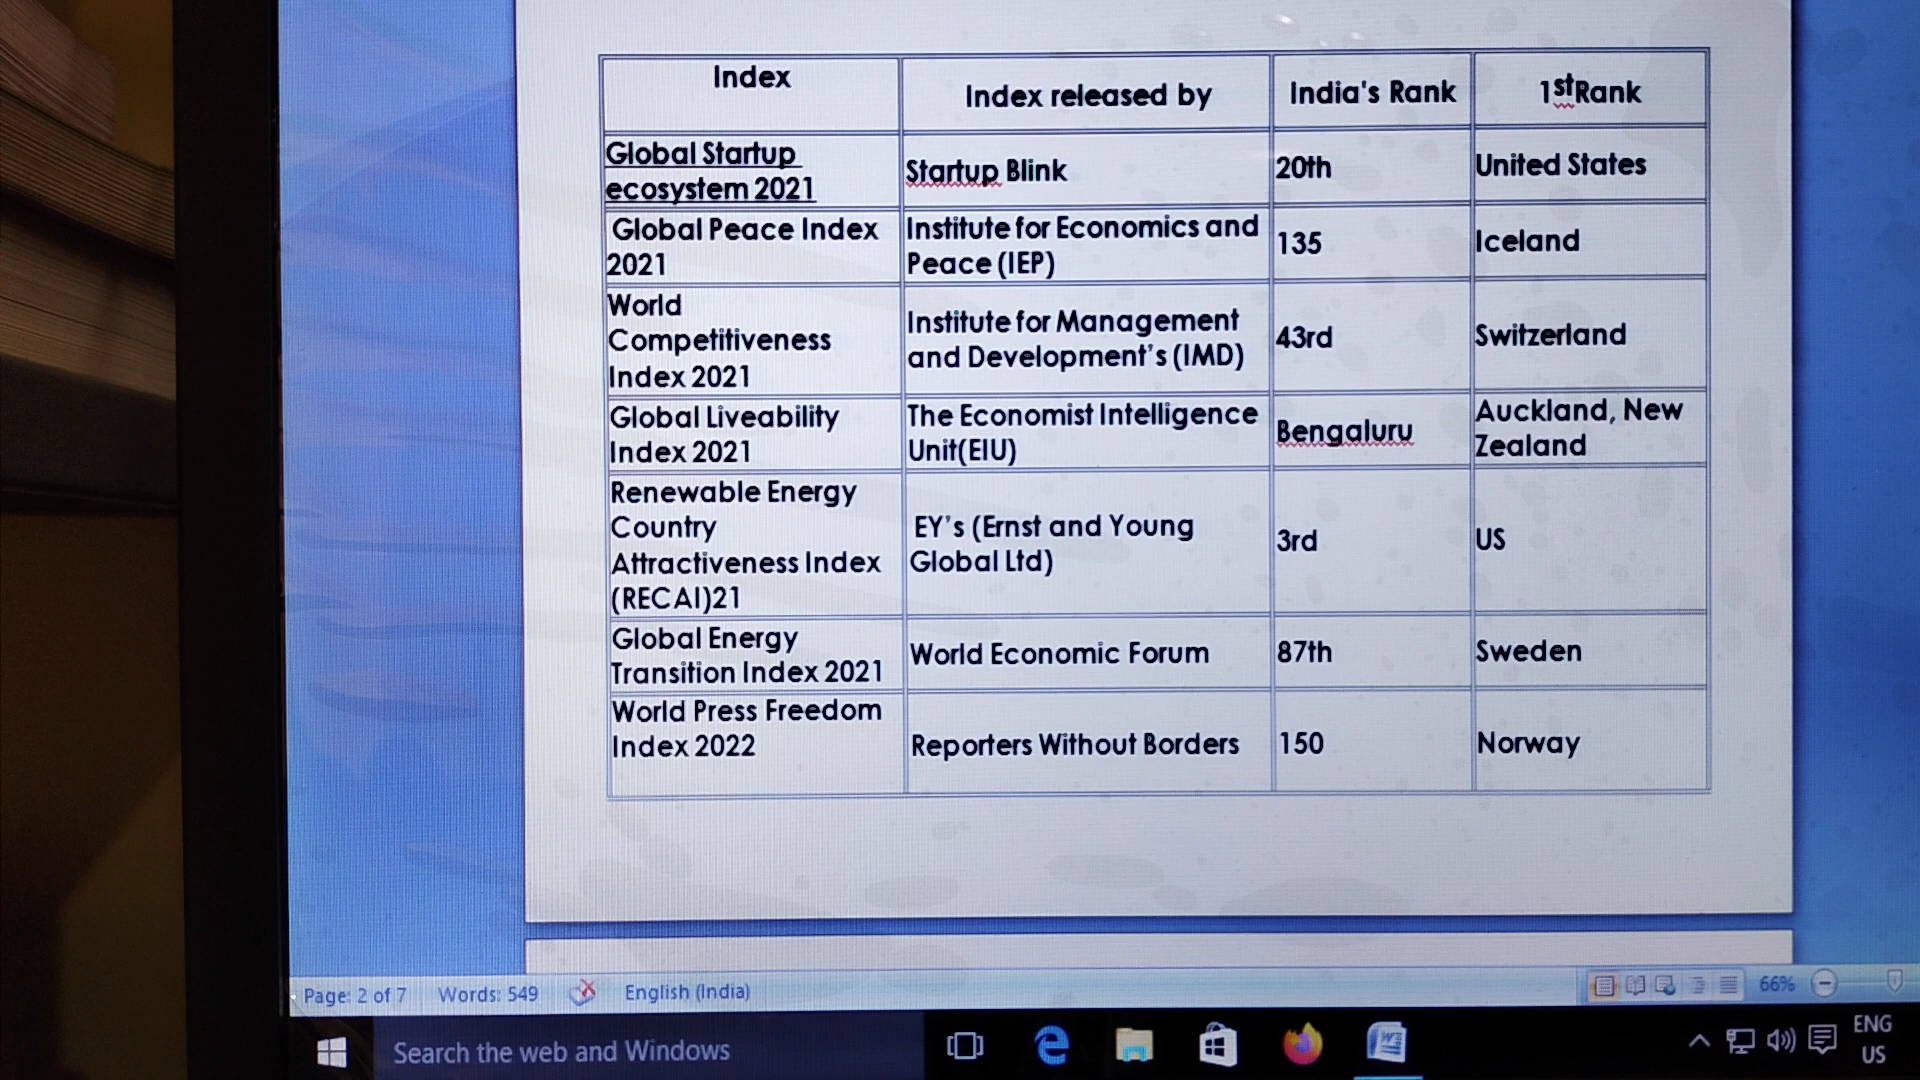 Index
Index released by
India's Rank
1stRank
Global Startup
ecosystem 2021
Startup Blink
20th
United States
Global Peace Index
2021
Institute for Economics and
Peace (IEP)
135
Iceland
World
Competitiveness
Index 2021
Institute for Management
and Development's (IMD)
43rd
Switzerland
Global Liveability
Index 2021
The Economist Intelligence
Unit(EIU)
Bengaluru
Auckland, New
Zealand
Renewable Energy
Country
Attractiveness Index
(RECAI)21
EY's (Ernst and Young
Global Ltd)
3rd
US
Global Energy
Transition Index 2021
World Economic Forum
87th
Sweden
World Press Freedom
Index 2022
Reporters Without Borders
150
Norway
Page: 2 of 7
Words: 549
English (India)
66%
Search the web and Windows
ENG
US